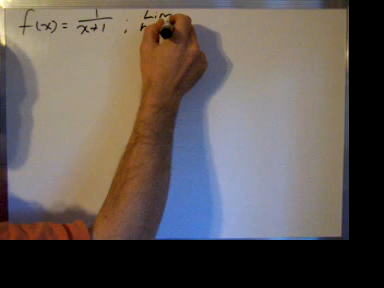 f(x) = 1/(x+1) ; Lim
h